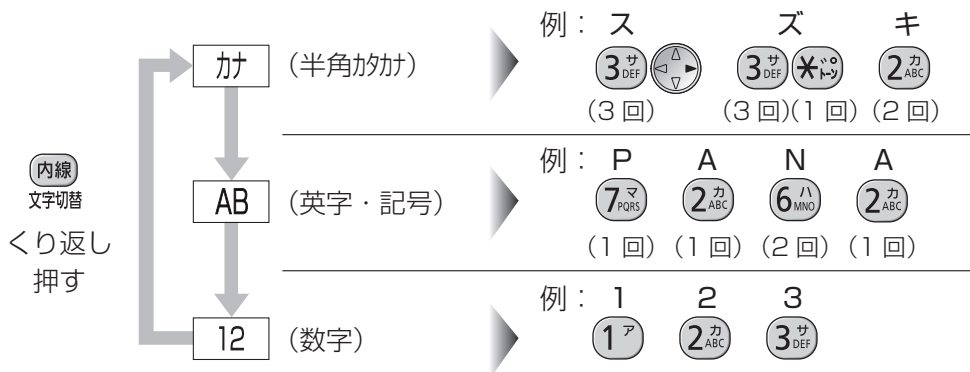 例： ス ズ キ
カナ （半角カタカナ） 3サDEF 3サDEF ＊トーン 2カABC
（3 回） （3 回）（1 回） （2 回）
例： P A N A
内線
文字切替
AB （英字・記号） 7マPQRS 2カABC 6ハMNO 2カABC
（1 回） （1 回） （2 回） （1 回）
くり返し
押す
例： 1 2 3
12 （数字） 1ア 2カABC 3サDEF